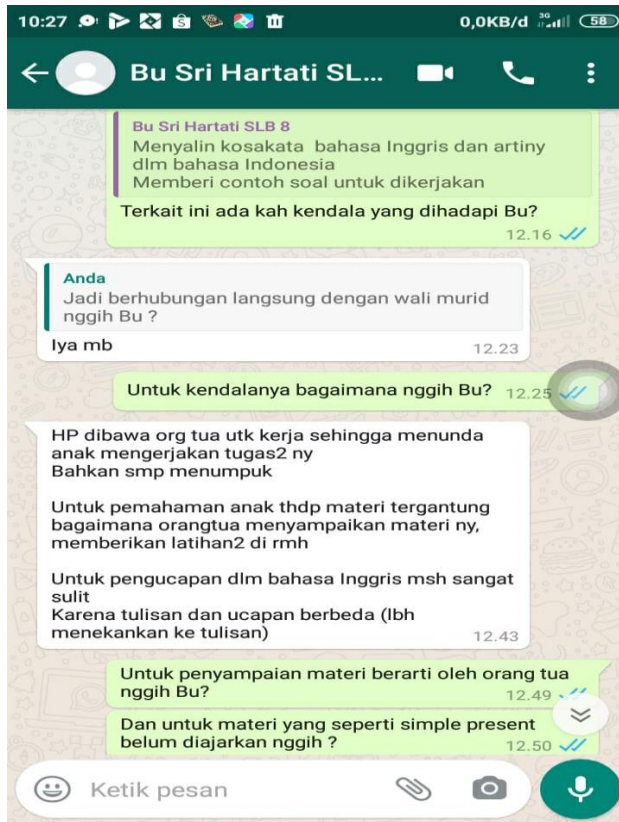 10:27
0,0KB/d 3G 58
Bu Sri Hartati SL...
Bu Sri Hartati SLB 8
Menyalin kosakata bahasa Inggris dan artiny
dlm bahasa Indonesia
Memberi contoh soal untuk dikerjakan
Terkait ini ada kah kendala yang dihadapi Bu?
12.16
Anda
Jadi berhubungan langsung dengan wali murid
nggih Bu ?
Iya mb
12.23
Untuk kendalanya bagaimana nggih Bu? 12.25
HP dibawa org tua utk kerja sehingga menunda
anak mengerjakan tugas2 ny
Bahkan smp menumpuk
Untuk pemahaman anak thdp materi tergantung
bagaimana orangtua menyampaikan materi ny,
memberikan latihan2 di rmh
Untuk pengucapan dlm bahasa Inggris msh sangat
sulit
Karena tulisan dan ucapan berbeda (lbh
menekankan ke tulisan)
12.43
Untuk penyampaian materi berarti oleh orang tua
nggih Bu?
12.49
Dan untuk materi yang seperti simple present
belum diajarkan nggih ?
12.50
Ketik pesan